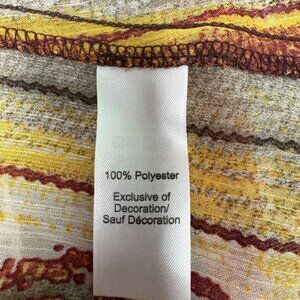 100% Polyester
Exclusive of
Decoration/
Sauf Décoration